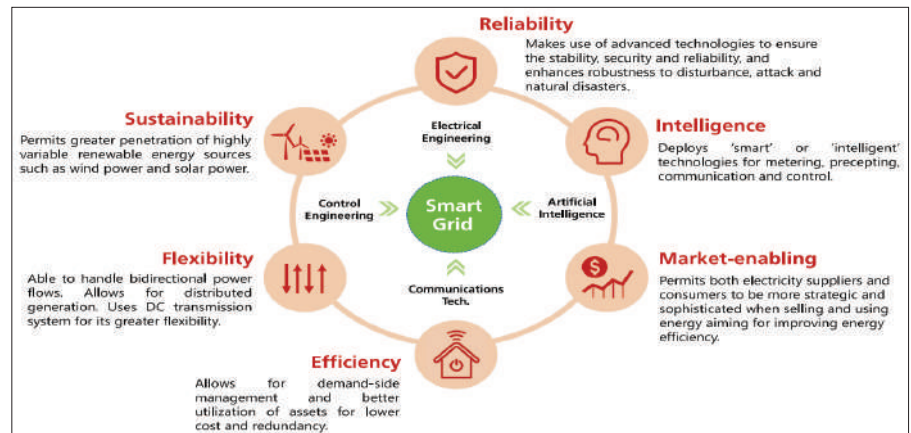 Reliability
Makes use of advanced technologies to ensure
the stability, security and reliability, and
enhances robustness to disturbance, attack and
natural disasters.
Sustainability
Permits greater penetration of highly
variable renewable energy sources
such as wind power and solar power.
Electrical
Engineering
Intelligence
Deploys 'smart' or 'intelligent'
technologies for metering, precepting,
communication and control.
Control
Engineering
Smart
Grid
Artificial
Intelligence
Flexibility
Able to handle bidirectional power
flows. Allows for distributed
generation. Uses DC transmission
system for its greater flexibility.
Communications
Tech.
$
Market-enabling
Permits both electricity suppliers and
consumers to be more strategic and
sophisticated when selling and using
energy aiming for improving energy
efficiency.
Efficiency
Allows for demand-side
management and better
utilization of assets for lower
cost and redundancy.